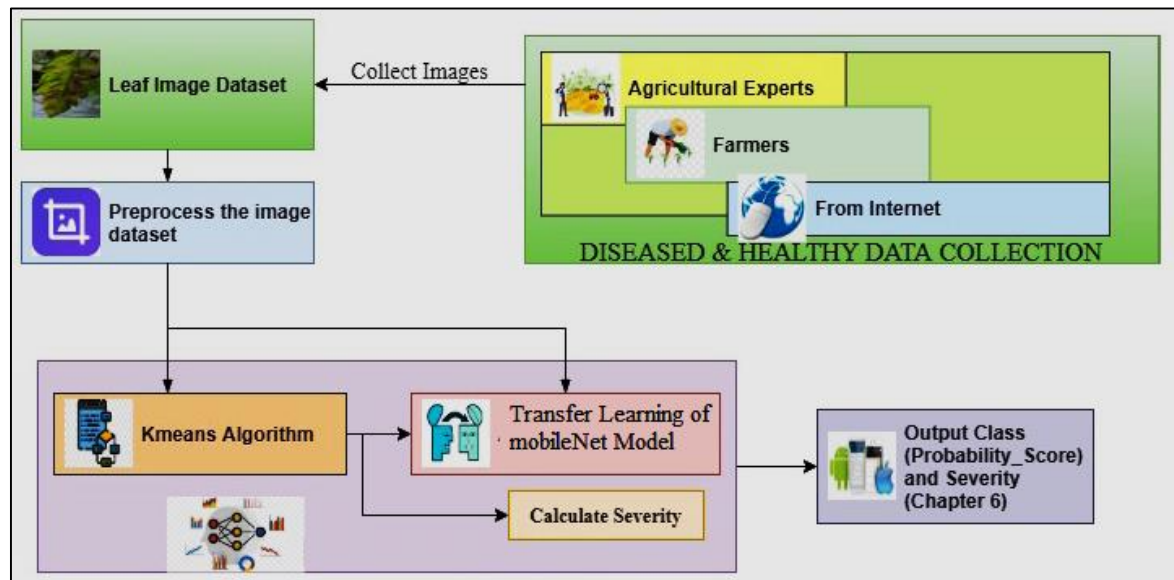 Leaf Image Dataset
Collect Images
Agricultural Experts
Farmers
From Internet
DISEASED & HEALTHY DATA COLLECTION
Preprocess the image
dataset
Kmeans Algorithm
Transfer Learning of
mobileNet Model
Calculate Severity
Output Class
(Probability_Score)
and Severity
(Chapter 6)